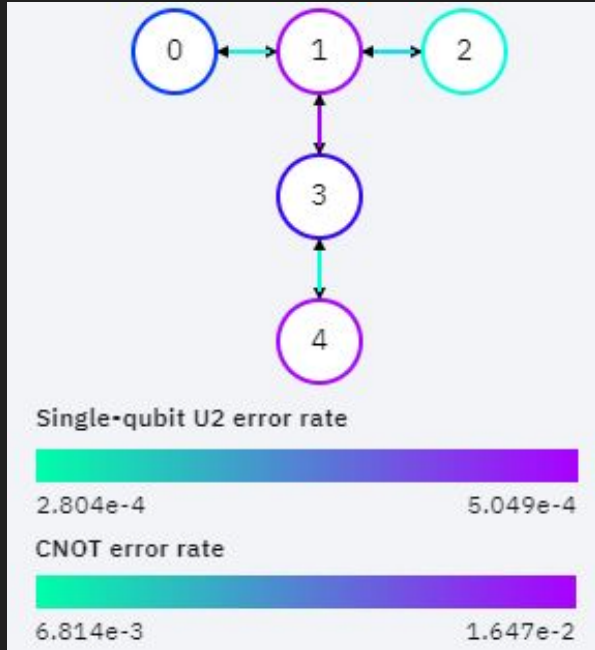 0 1 2
3
4
Single-qubit U2 error rate
2.804e-4 5.049e-4
CNOT error rate
6.814e-3 1.647e-2